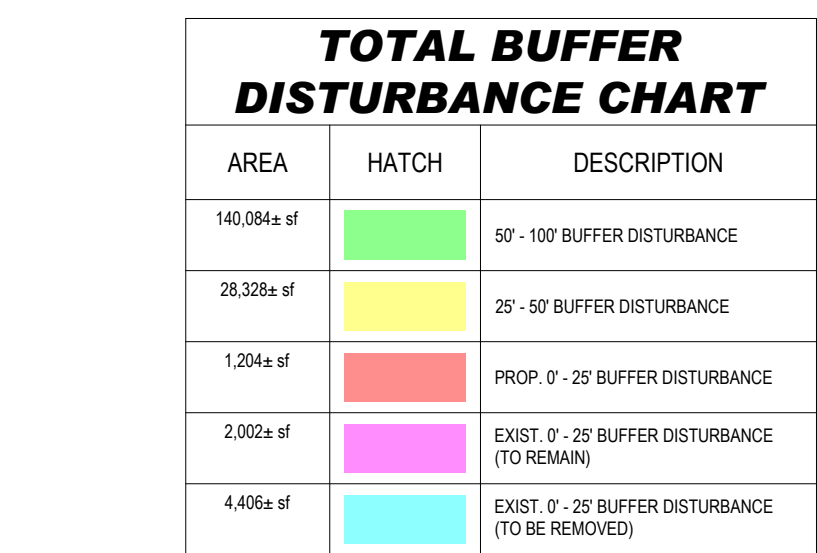 TOTAL BUFFER
DISTURBANCE CHART
AREA HATCH DESCRIPTION
140,084± sf 50' - 100' BUFFER DISTURBANCE
28,328± sf 25' - 50' BUFFER DISTURBANCE
1,204± sf PROP. 0' - 25' BUFFER DISTURBANCE
2,002± sf EXIST. 0' - 25' BUFFER DISTURBANCE
(TO REMAIN)
4,406± sf EXIST. 0' - 25' BUFFER DISTURBANCE
(TO BE REMOVED)